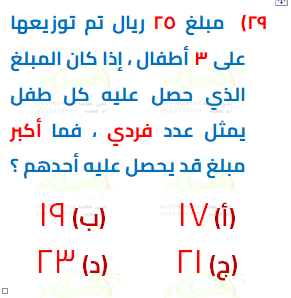 ٢٩) مبلغ ٢٥ ريال تم توزيعها
على ٣ أطفال ، إذا كان المبلغ
الذي حصل عليه كل طفل
يمثل عدد فردي ، فما أكبر
مبلغ قد يحصل عليه أحدهم ؟
(أ) ١٧ (ب) ١٩
(ج) ٢١ (د) ٢٣